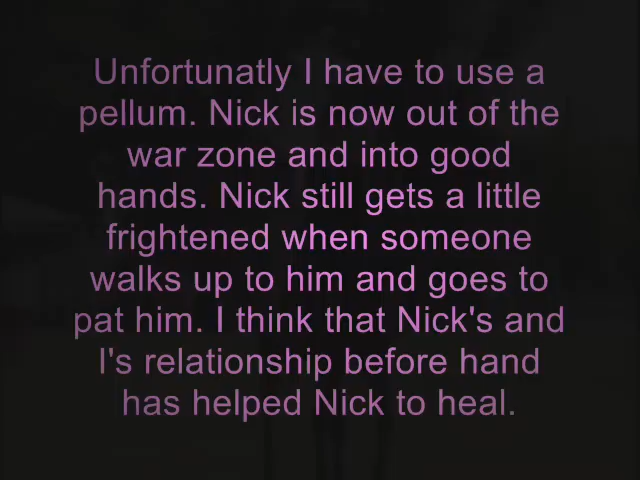 Unfortunatly I have to use a
pellum. Nick is now out of the
war zone and into good
hands. Nick still gets a little
frightened when someone
walks up to him and goes to
pat him. I think that Nick's and
I's relationship before hand
has helped Nick to heal.